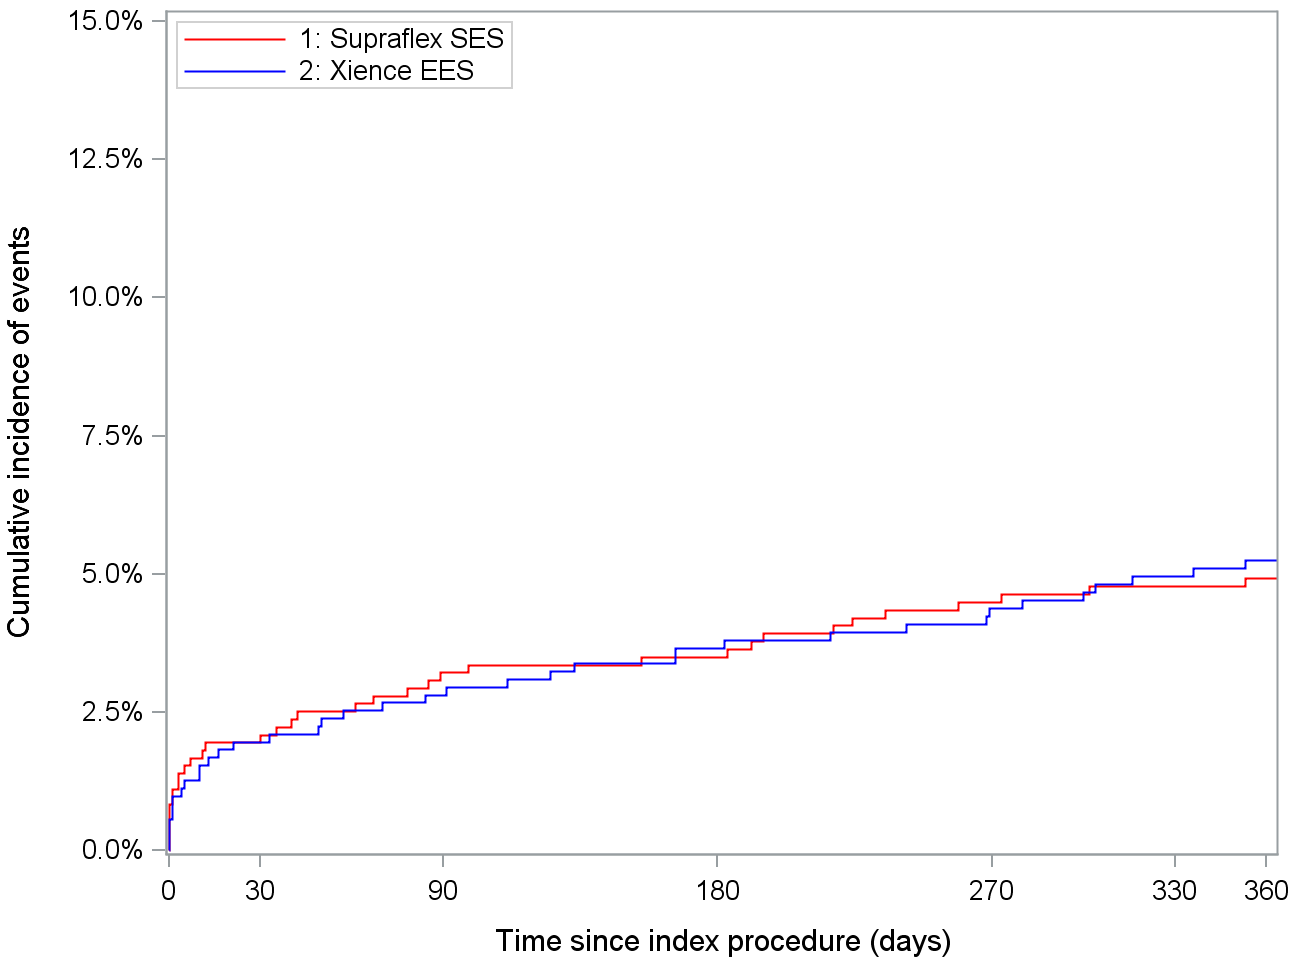 15.0%
12.5%
10.0%
7.5%
5.0%
2.5%
0.0%
Cumulative incidence of events
1: Supraflex SES
2: Xience EES
0 30 90 180 270 330 360
Time since index procedure (days)